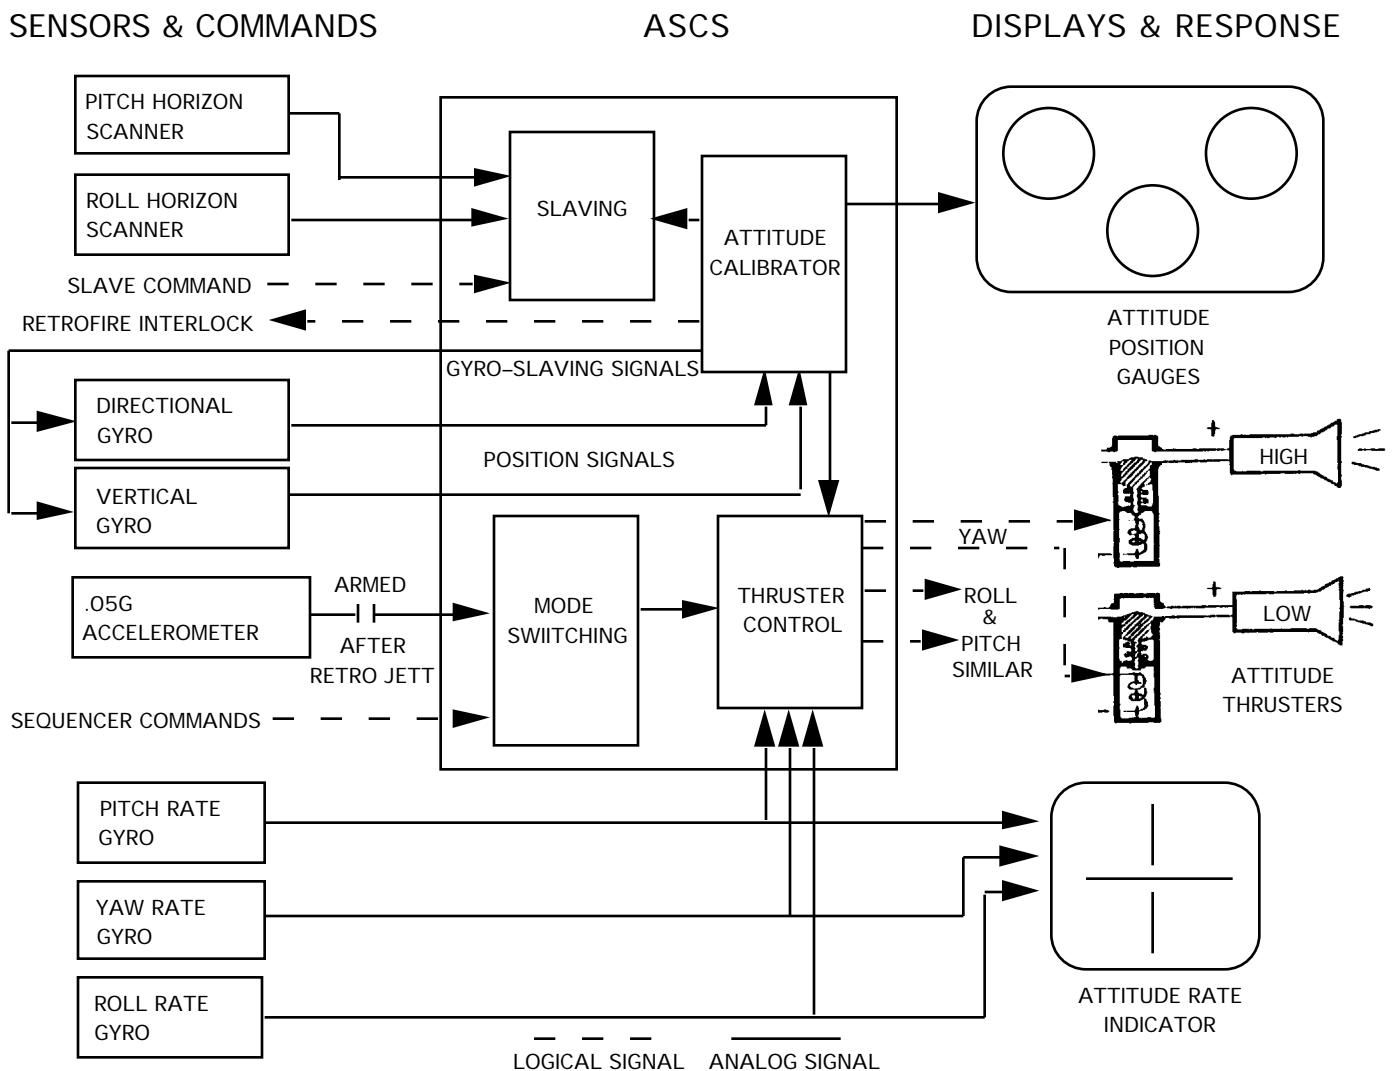 SENSORS & COMMANDS
ASCS
DISPLAYS & RESPONSE
PITCH HORIZON
SCANNER
ROLL HORIZON
SCANNER
SLAVE COMMAND
RETROFIRE INTERLOCK
SLAVING
ATTITUDE
CALIBRATOR
ATTITUDE
POSITION
GAUGES
GYRO-SLAVING SIGNALS
DIRECTIONAL
GYRO
POSITION SIGNALS
VERTICAL
GYRO
.05G
ACCELEROMETER
ARMED
AFTER
RETRO JETT
SEQUENCER COMMANDS
MODE
SWIITCHING
THRUSTER
CONTROL
YAW
ROLL
&
PITCH
SIMILAR
+
HIGH
+
LOW
ATTITUDE
THRUSTERS
PITCH RATE
GYRO
YAW RATE
GYRO
ROLL RATE
GYRO
ATTITUDE RATE
INDICATOR
LOGICAL SIGNAL
ANALOG SIGNAL